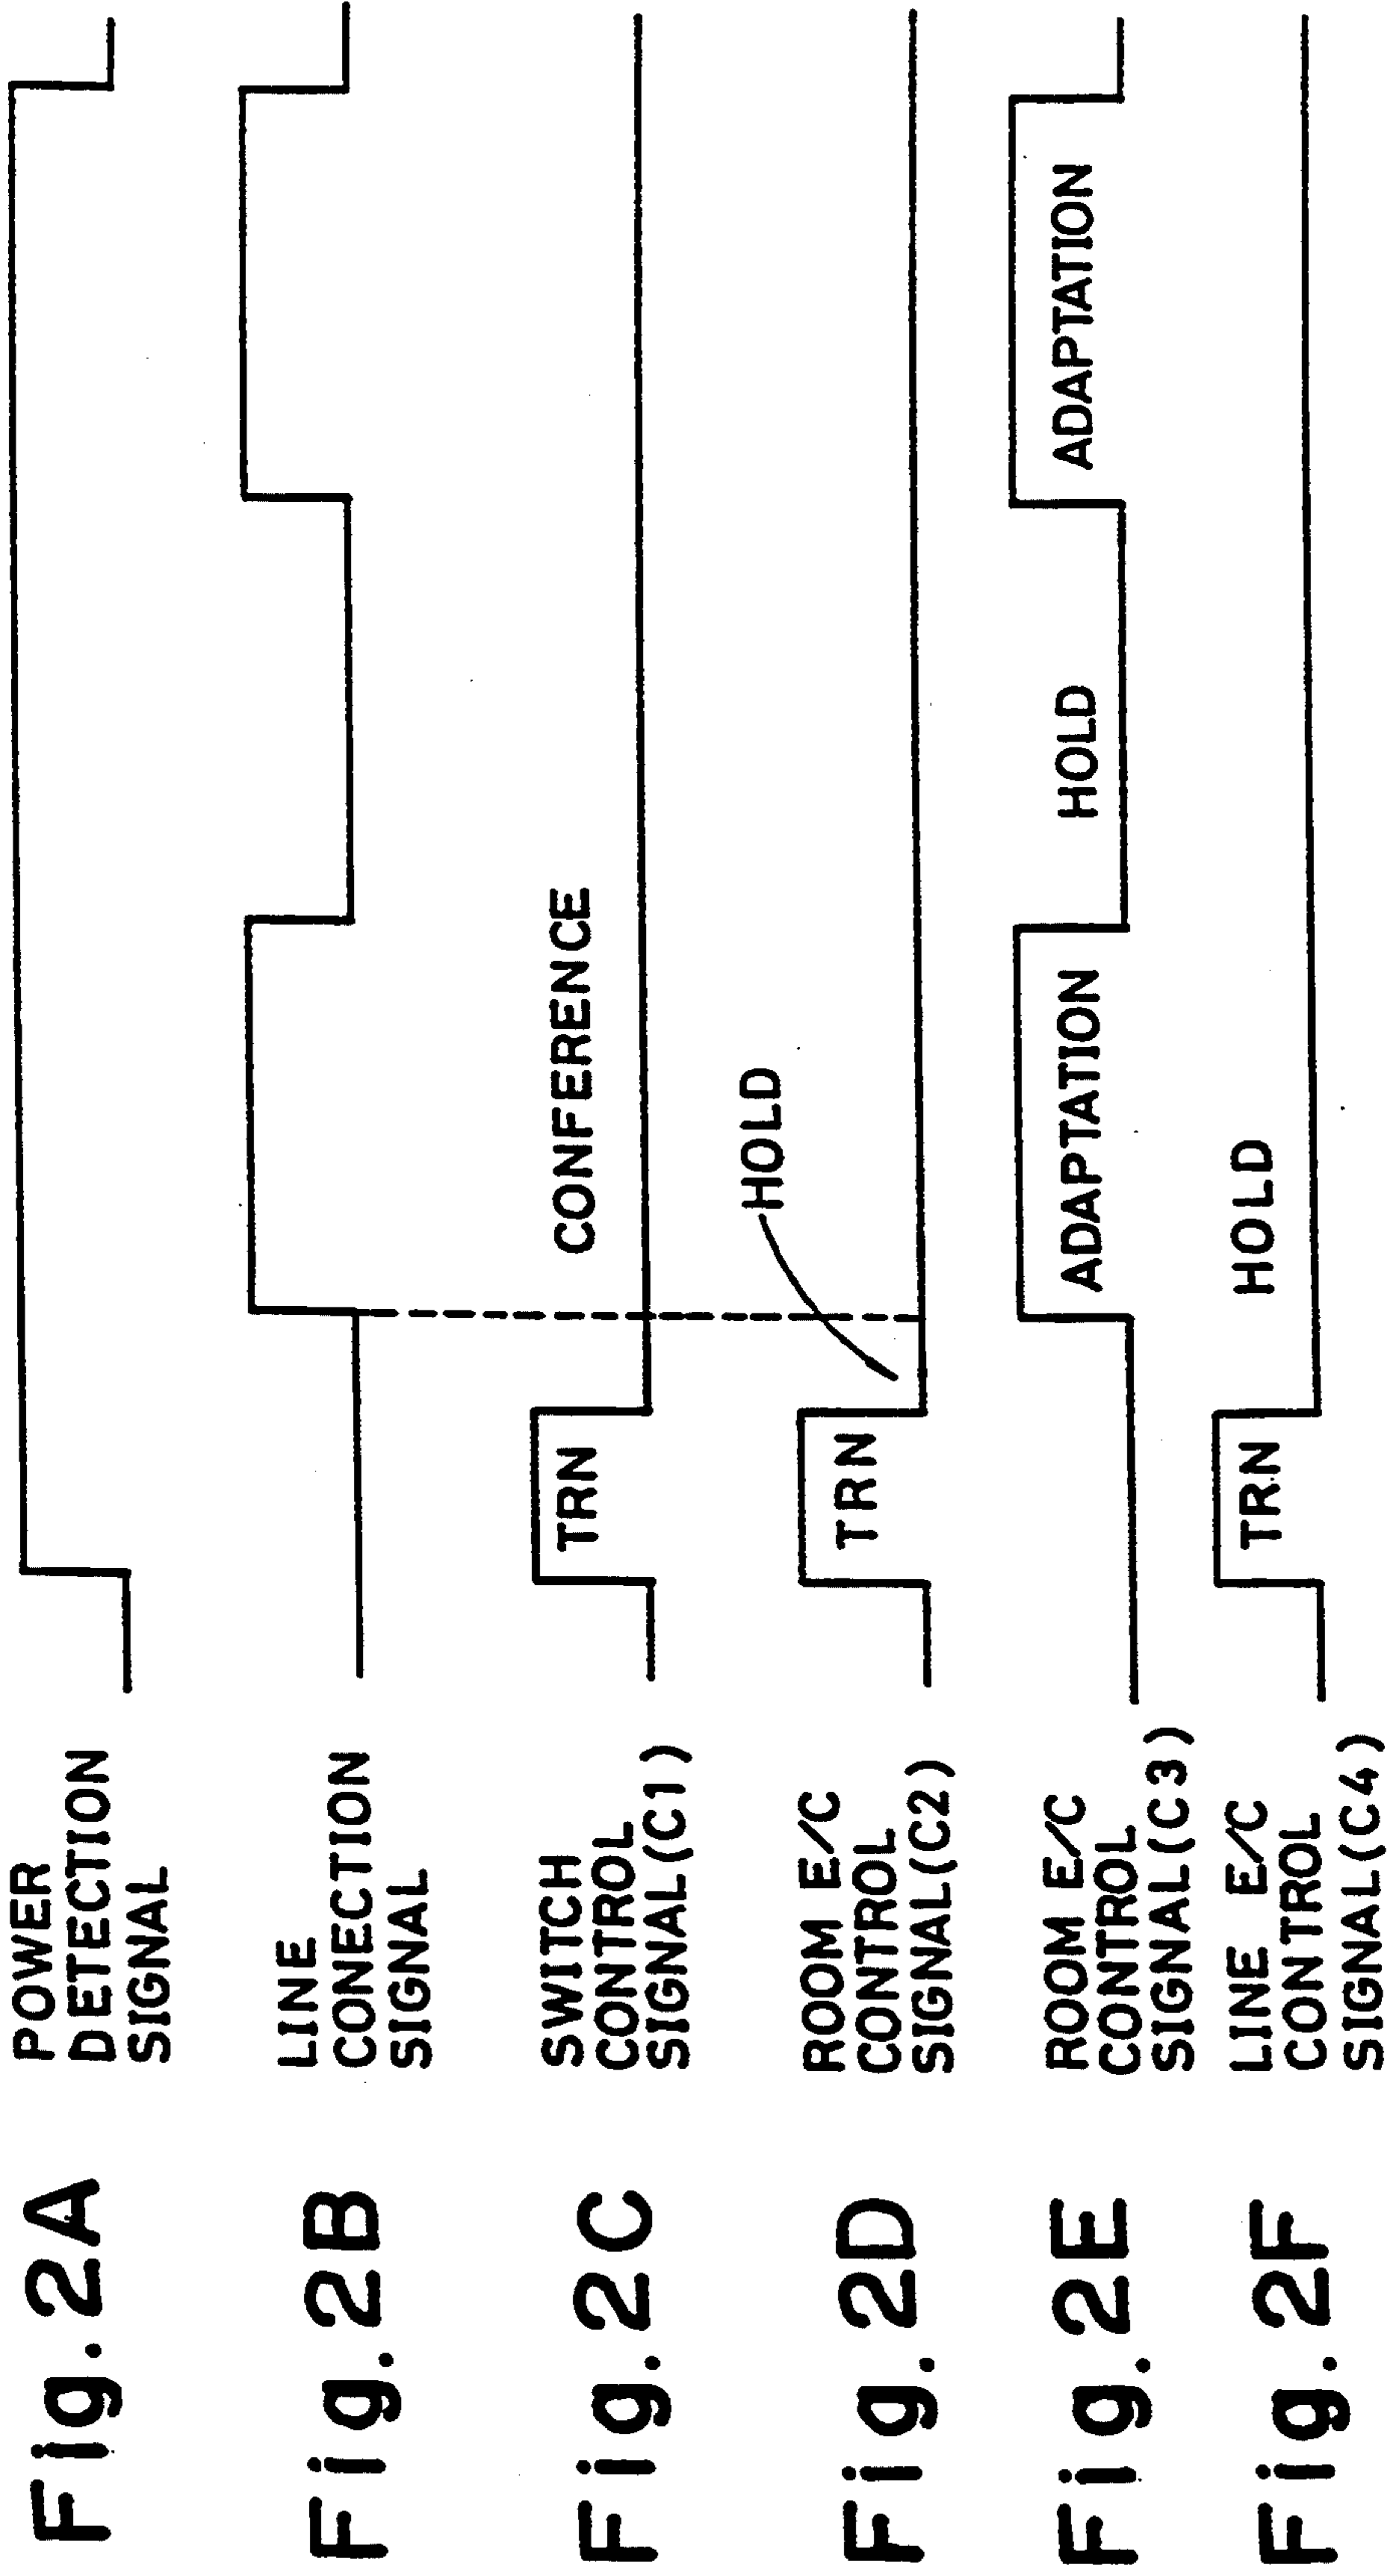 Fig. 2A
POWER
DETECTION
SIGNAL
Fig. 2B
LINE
CONECTION
SIGNAL
Fig. 2C
SWITCH
CONTROL
SIGNAL(C1)
TRN
CONFERENCE
Fig. 2D
ROOM E/C
CONTROL
SIGNAL(C2)
TRN
HOLD
Fig. 2E
ROOM E/C
CONTROL
SIGNAL(C3)
ADAPTATION
HOLD
ADAPTATION
Fig. 2F
LINE E/C
CONTROL
SIGNAL(C4)
TRN
HOLD